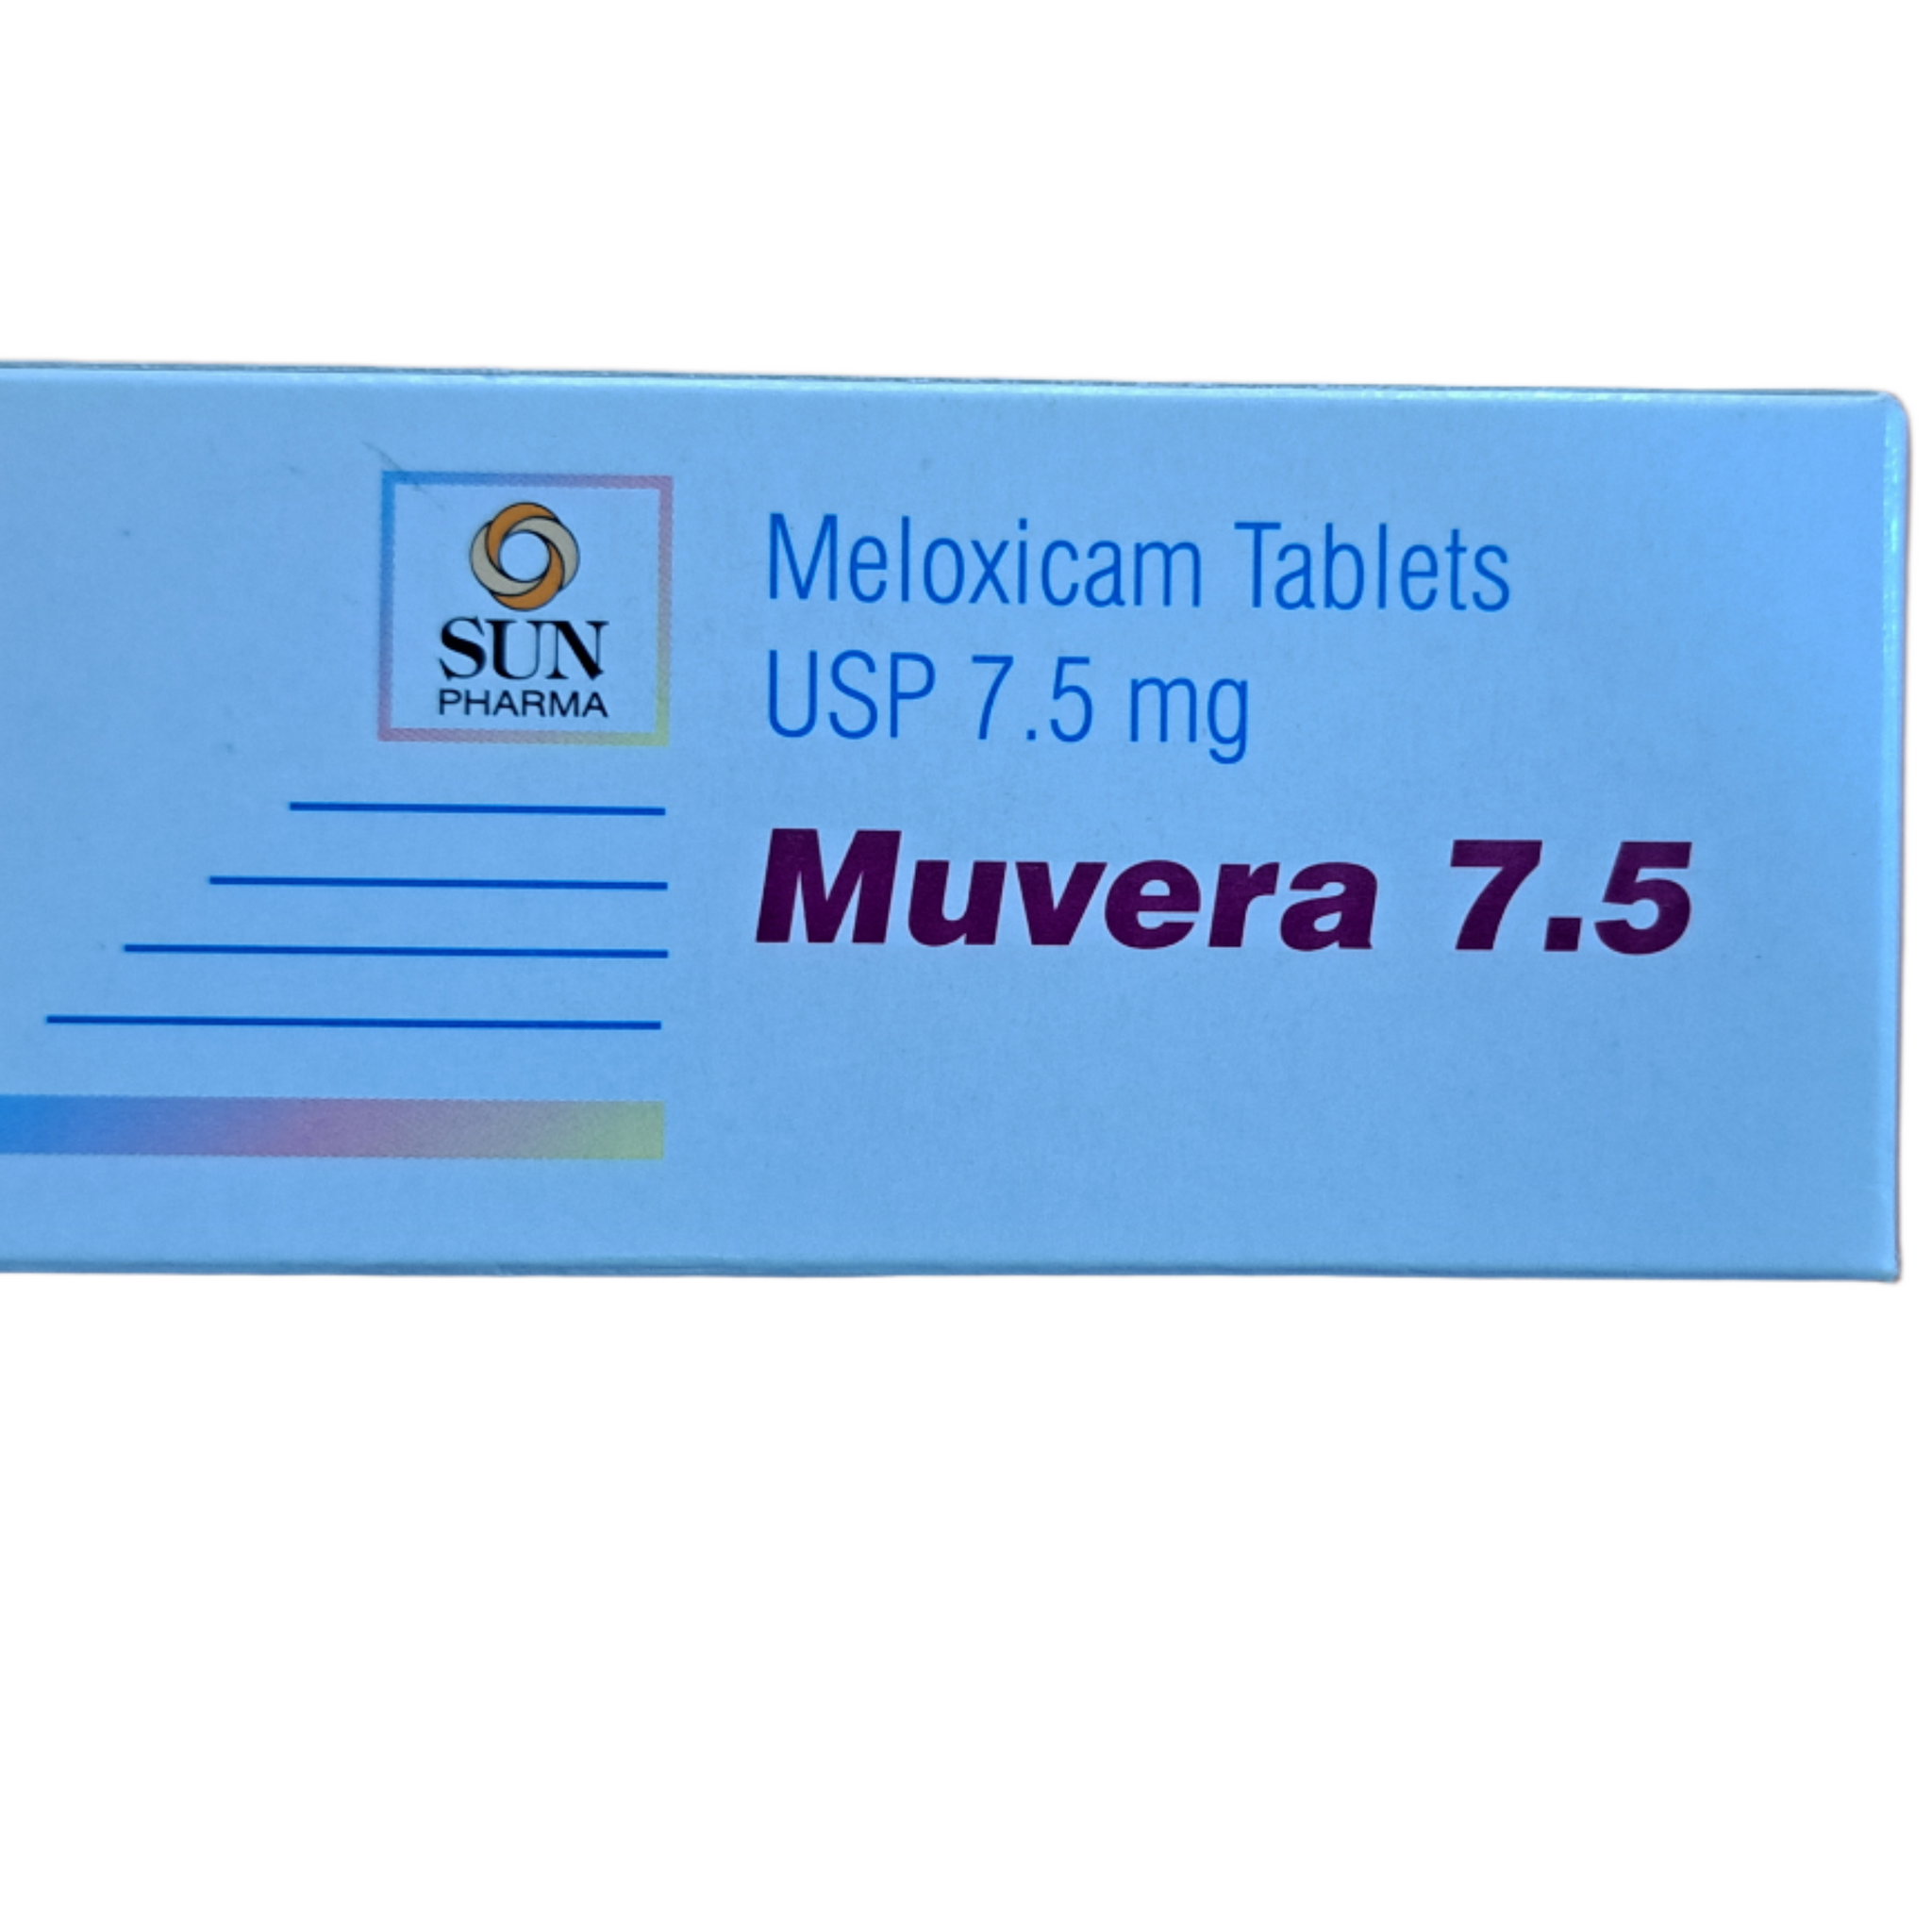 SUN
PHARMA
Meloxicam Tablets
USP 7.5 mg
Muvera 7.5